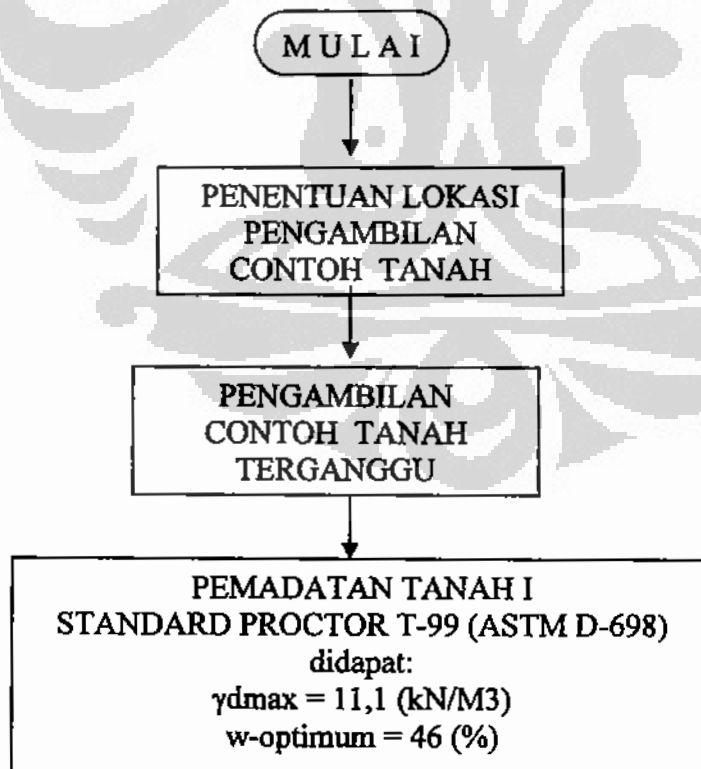 M U L A I
PENENTUAN LOKASI
PENGAMBILAN
CONTOH TANAH
PENGAMBILAN
CONTOH TANAH
TERGANGGU
PEMADATAN TANAH I
STANDARD PROCTOR T-99 (ASTM D-698)
didapat:
γdmax = 11,1 (kN/M3)
w-optimum = 46 (%)